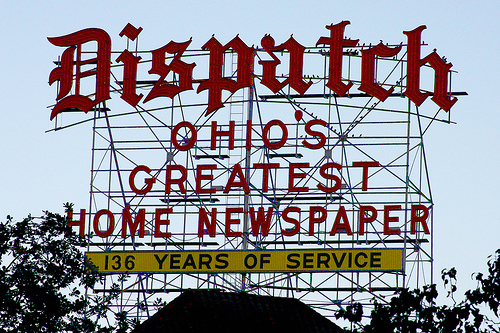 Dispatch
OHIO'S
GREATEST
HOME NEWSPAPER
136 YEARS OF SERVICE